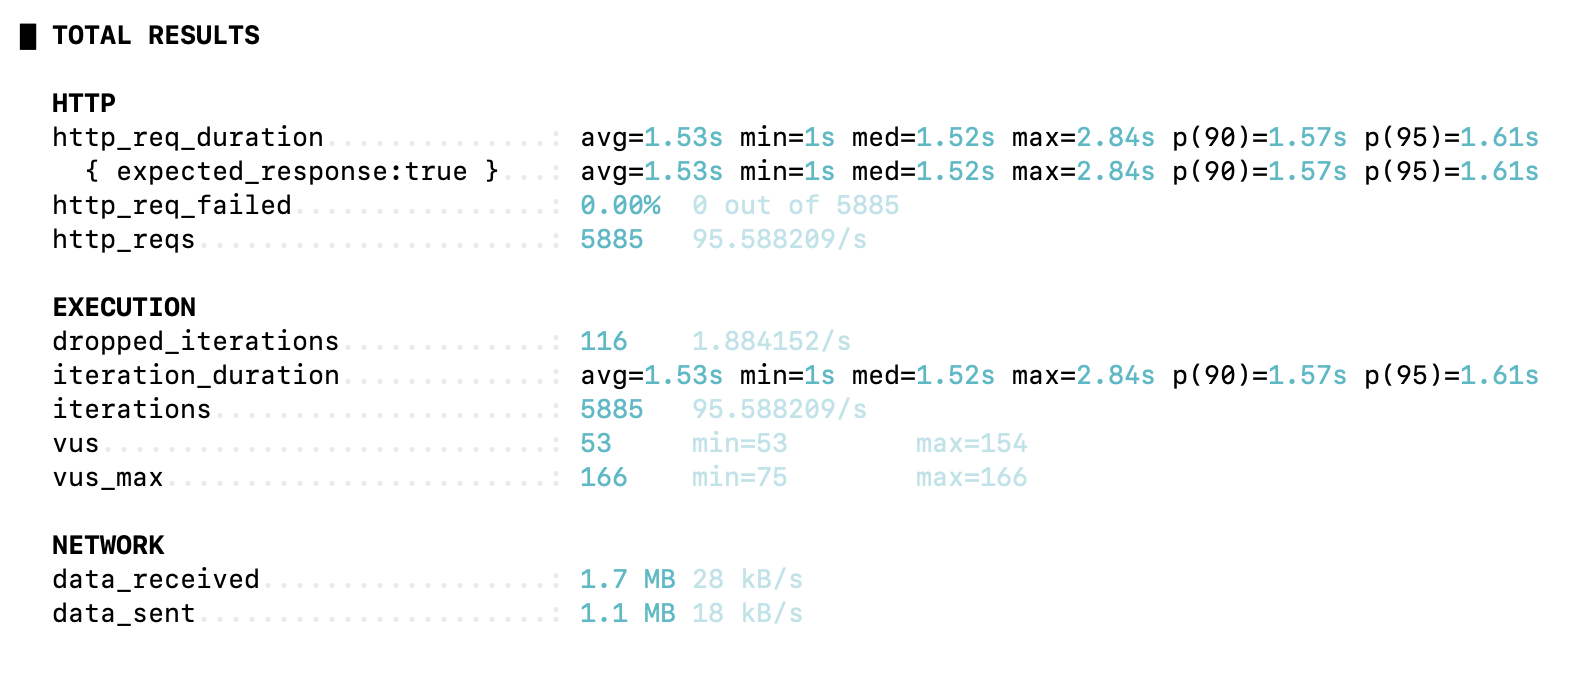 █ TOTAL RESULTS
HTTP
http_req_duration..............: avg=1.53s min=1s med=1.52s max=2.84s p(90)=1.57s p(95)=1.61s
{ expected_response:true }...: avg=1.53s min=1s med=1.52s max=2.84s p(90)=1.57s p(95)=1.61s
http_req_failed................: 0.00% 0 out of 5885
http_reqs......................: 5885 95.588209/s
EXECUTION
dropped_iterations.............: 116 1.884152/s
iteration_duration.............: avg=1.53s min=1s med=1.52s max=2.84s p(90)=1.57s p(95)=1.61s
iterations.....................: 5885 95.588209/s
vus............................: 53 min=53 max=154
vus_max........................: 166 min=75 max=166
NETWORK
data_received..................: 1.7 MB 28 kB/s
data_sent......................: 1.1 MB 18 kB/s